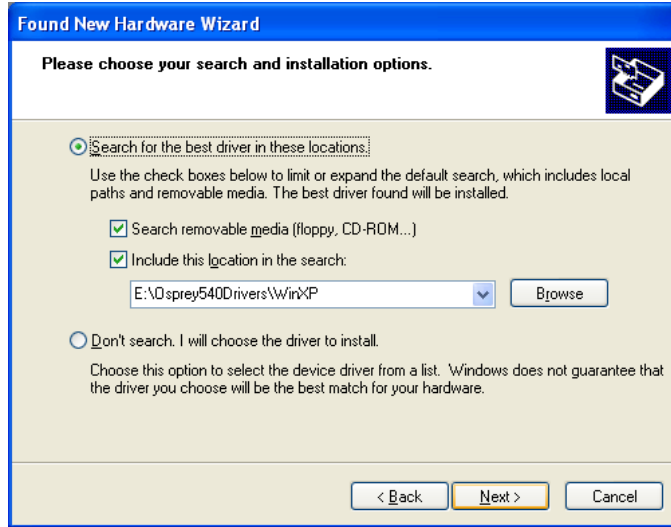 Found New Hardware Wizard
Please choose your search and installation options.
Search for the best driver in these locations.
Use the check boxes below to limit or expand the default search, which includes local
paths and removable media. The best driver found will be installed.
Search removable media (floppy, CD-ROM...)
Include this location in the search:
E:\Osprey540Drivers\WinXP
Browse
Don't search. I will choose the driver to install.
Choose this option to select the device driver from a list. Windows does not guarantee that
the driver you choose will be the best match for your hardware.
< Back Next > Cancel